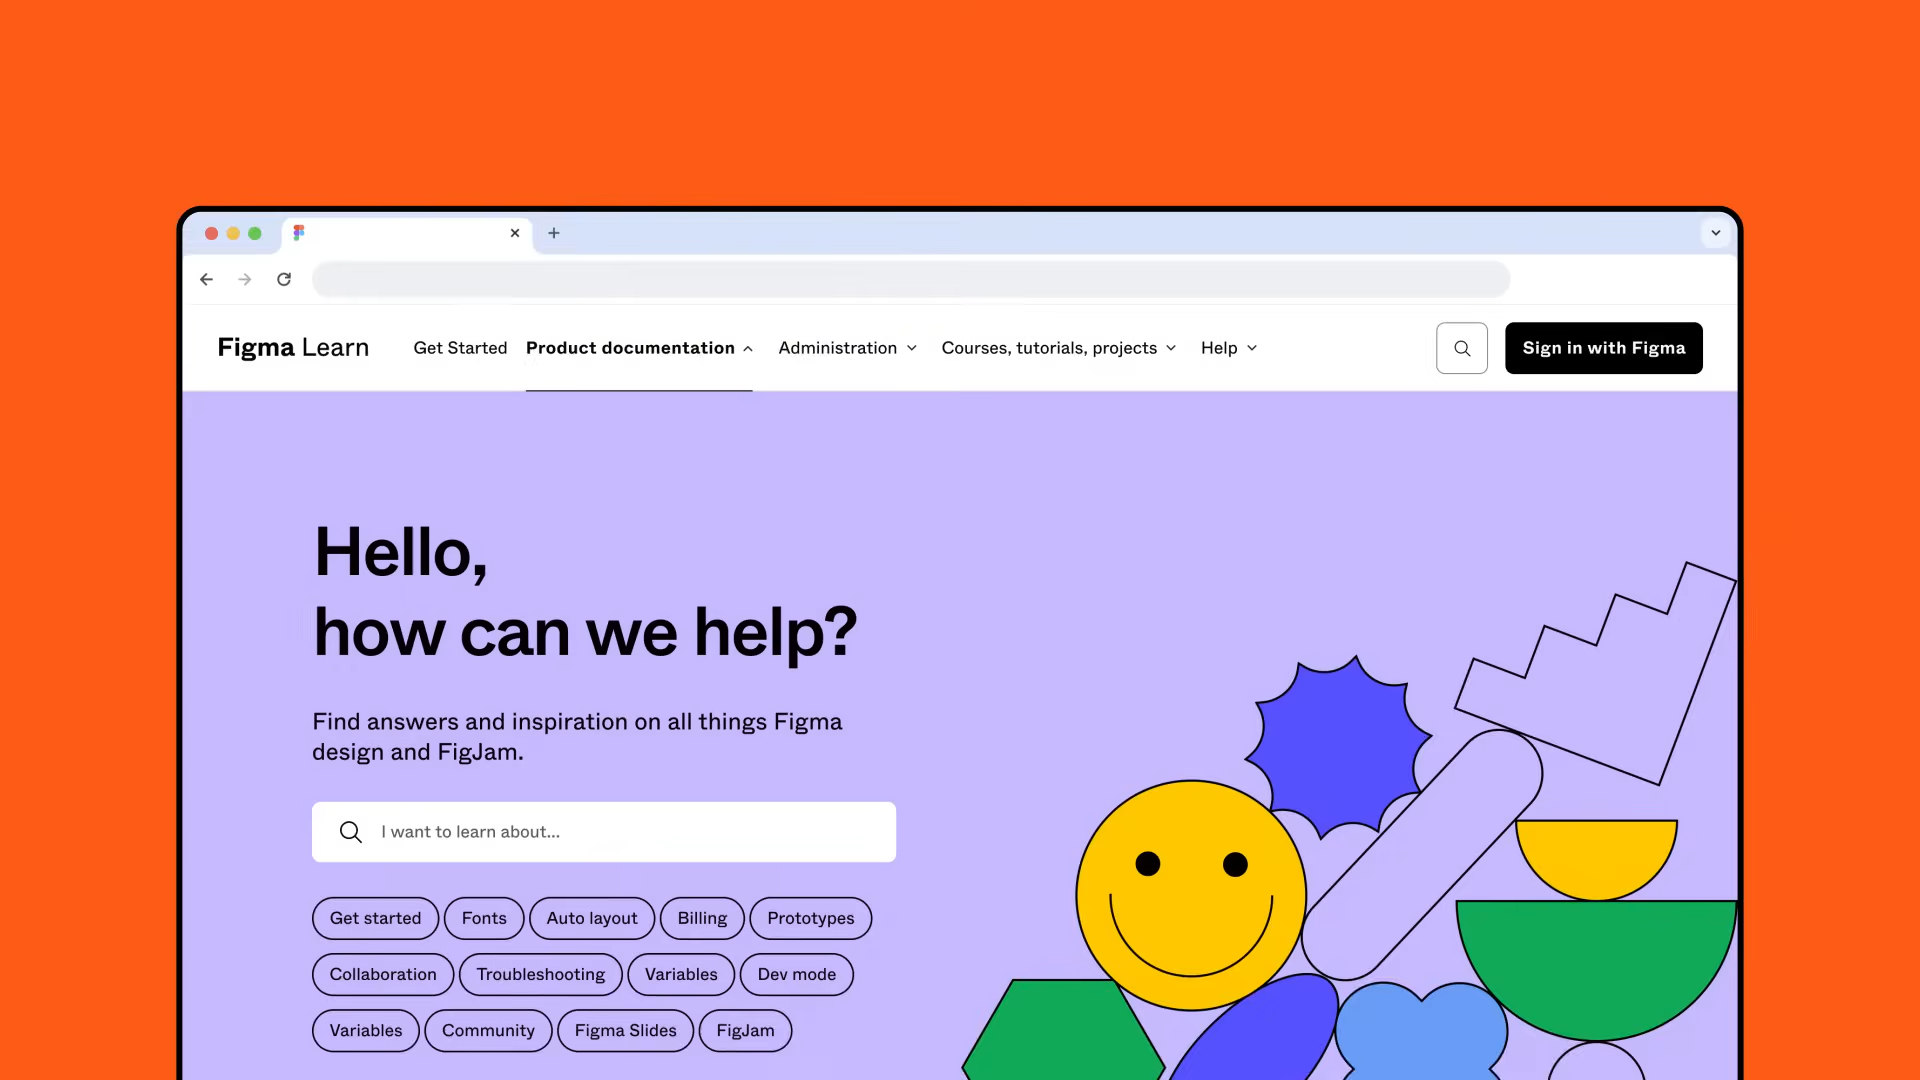 Figma Learn
Get Started
Product documentation
Administration
Courses, tutorials, projects
Help
Sign in with Figma
Hello,
how can we help?
Find answers and inspiration on all things Figma
design and FigJam.
I want to learn about...
Get started
Fonts
Auto layout
Billing
Prototypes
Collaboration
Troubleshooting
Variables
Dev mode
Variables
Community
Figma Slides
FigJam